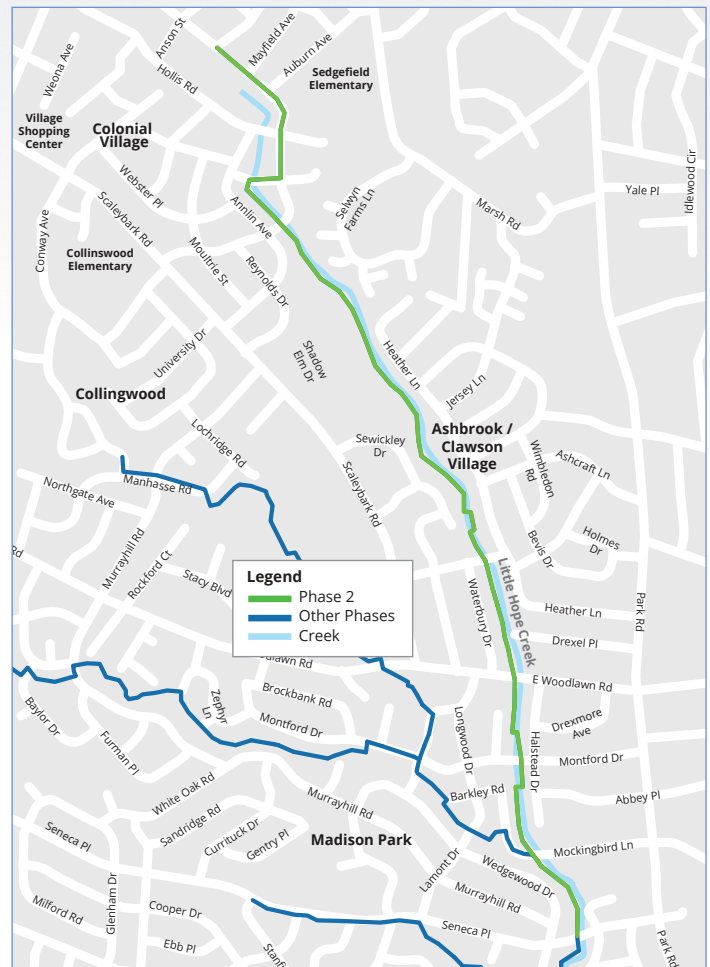 Anson St
Mayfield Ave
Auburn Ave
Weona Ave
Hollis Rd
Sedgefield
Elementary
Village
Shopping
Center
Colonial
Village
Webster Pl
Scaleybark Rd
Annlin Ave
Selwyn
Farms Ln
Marsh Rd
Yale Pl
Idlewood Cir
Conway Ave
Collinswood
Elementary
Moultrie St
Reynolds Dr
University Dr
Shadow
Elm Dr
Heather Ln
Jersey Ln
Collingwood
Lochridge Rd
Sewickley
Dr
Ashbrook /
Clawson
Village
Wimbledon
Rd
Ashcraft Ln
Scaleybark Rd
Manhasse Rd
Northgate Ave
Murrayhill Rd
Rockford Ct
Rd
Stacy Blvd
Bevis Dr
Holmes
Dr
Legend
Phase 2
Other Phases
Creek
Little Hope Creek
Waterbury Dr
Heather Ln
Drexel Pl
Park Rd
dlawn Rd
E Woodlawn Rd
Baylor Dr
Furman Pl
Zephyr
Ln
Brockbank Rd
Montford Dr
Longwood Dr
Halstead Dr
Drexmore
Ave
Montford Dr
White Oak Rd
Sandridge Rd
Currituck Dr
Gentry Pl
Murrayhill Rd
Barkley Rd
Abbey Pl
Seneca Pl
Madison Park
Mockingbird Ln
Lamont Dr
Wedgewood Dr
Murrayhill Rd
Glenham Dr
Milford Rd
Cooper Dr
Ebb Pl
Stanf
Seneca Pl
Park Rd